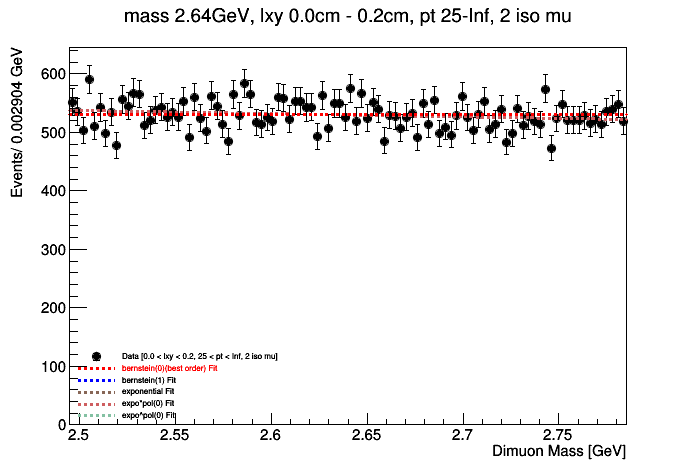 mass 2.64GeV, lxy 0.0cm - 0.2cm, pt 25-Inf, 2 iso mu
Events/ 0.002904 GeV
600
500
400
300
200
100
0
Data [0.0 < lxy < 0.2, 25 < pt < Inf, 2 iso mu]
bernstein(0)(best order) Fit
bernstein(1) Fit
exponential Fit
expo*pol(0) Fit
expo^pol(0) Fit
2.5 2.55 2.6 2.65 2.7 2.75
Dimuon Mass [GeV]